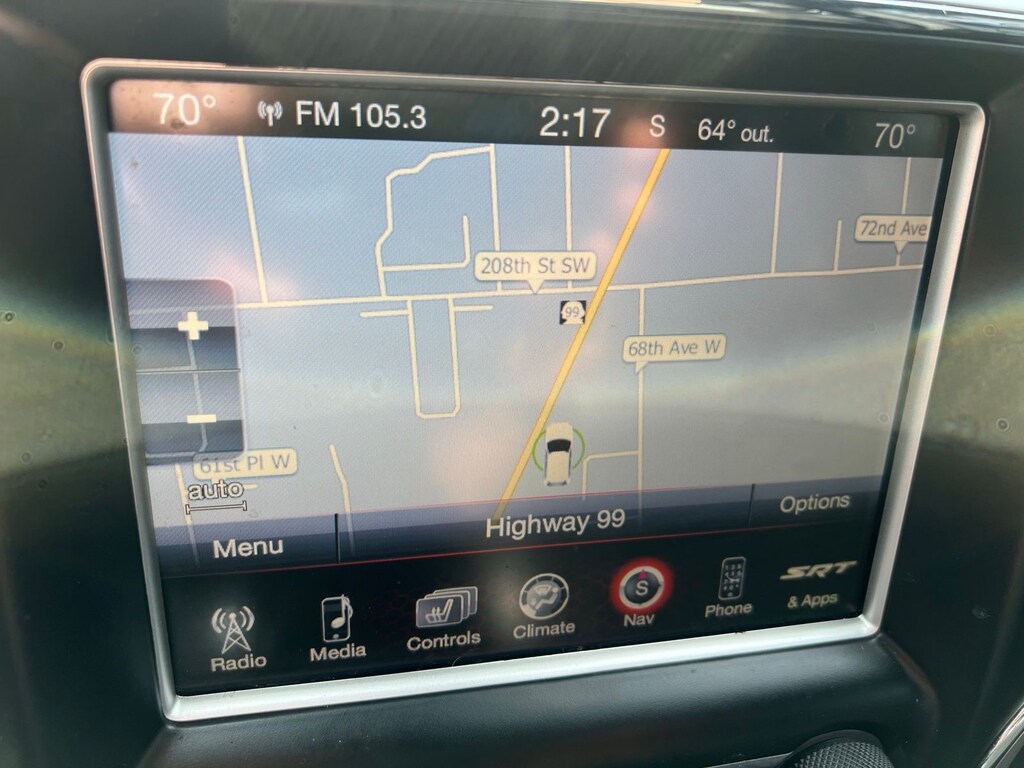 70° FM 105.3 2:17 S 64° out. 70°
72nd Ave
208th St SW
99
68th Ave W
+
−
61st Pl W
auto
Menu Highway 99 Options
Radio Media Controls Climate S Nav Phone SRT & Apps